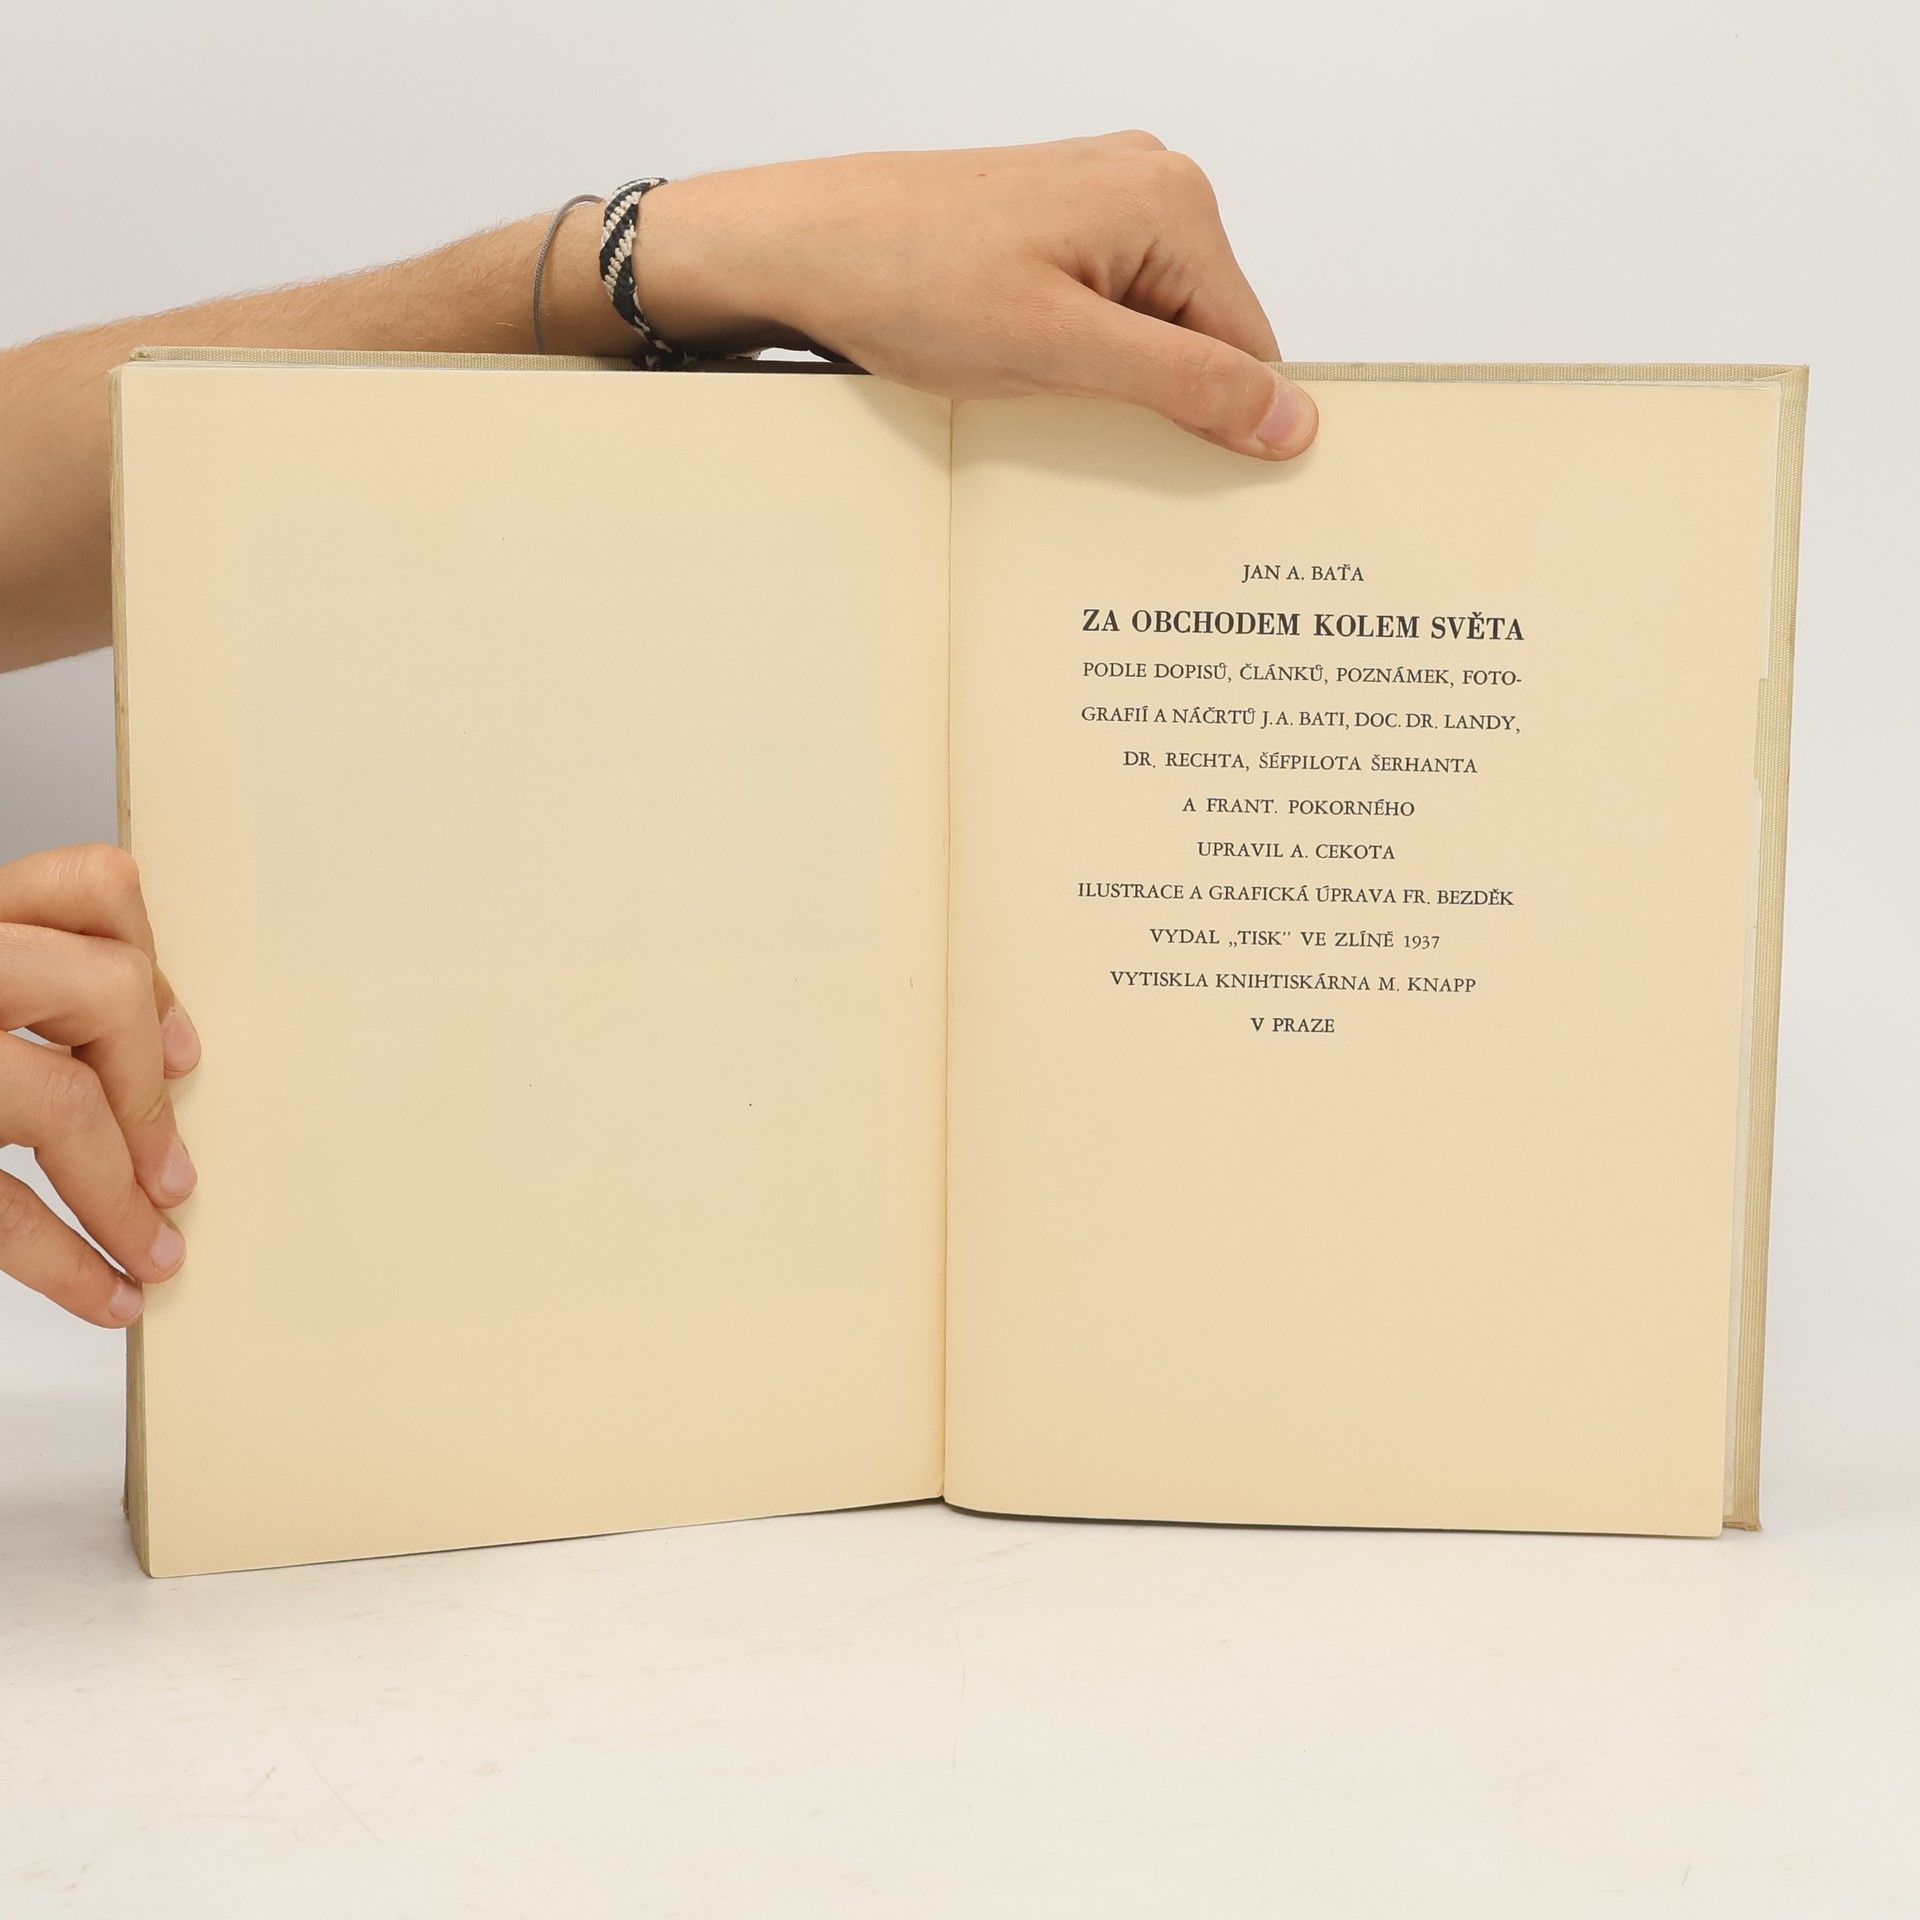 JAN A. BAŤA
ZA OBCHODEM KOLEM SVĚTA
PODLE DOPISŮ, ČLÁNKŮ, POZNÁMEK, FOTO-
GRAFIÍ A NÁČRTŮ J. A. BATI, DOC. DR. LANDY,
DR. RECHTA, ŠÉFPILOTA ŠERHANTA
A FRANT. POKORNÉHO
UPRAVIL A. CEKOTA
ILUSTRACE A GRAFICKÁ ÚPRAVA FR. BEZDĚK
VYDAL „TISK” VE ZLÍNĚ 1937
VYTISKLA KNIHTISKÁRNA M. KNAPP
V PRAZE